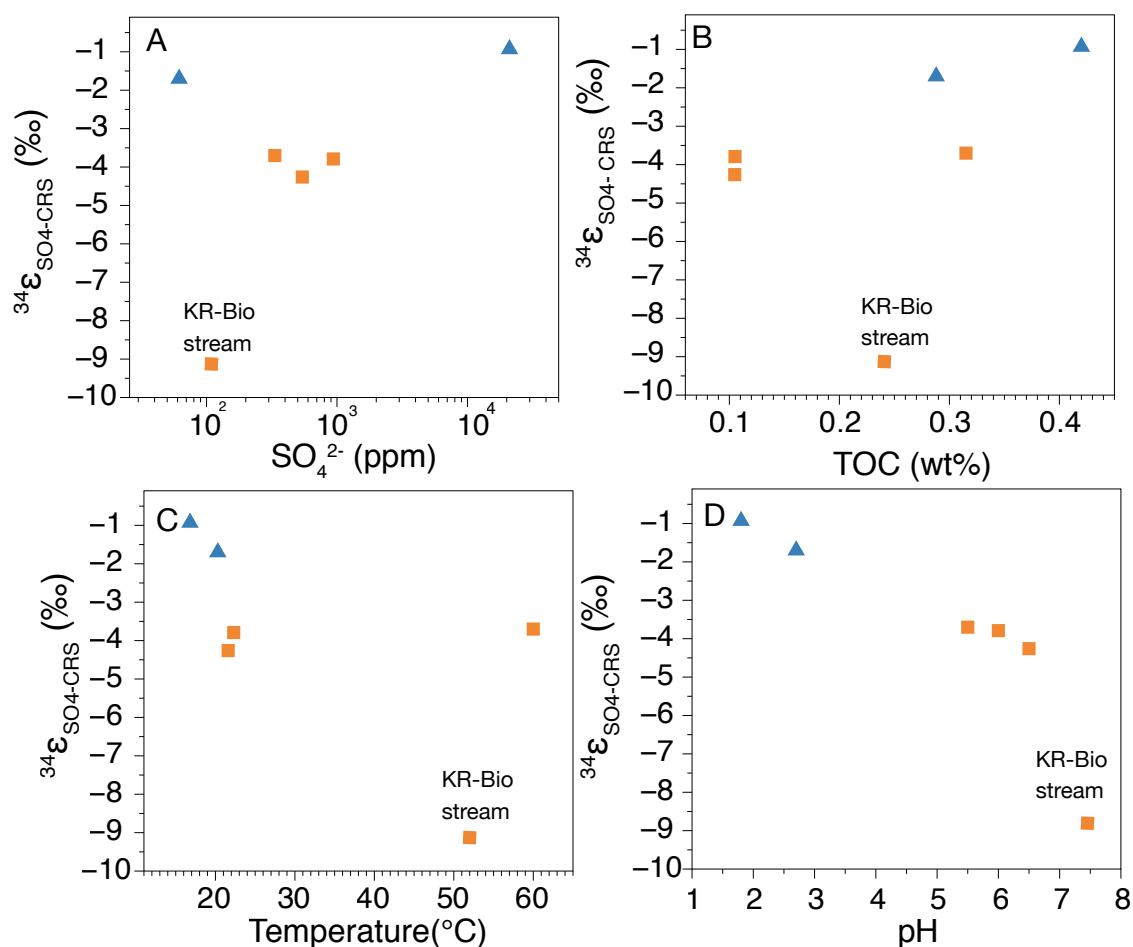 A
−1
−2
−3
−4
−5
−6
−7
−8
−9
−10
³⁴ε_SO4-CRS (‰)
KR-Bio
stream
10² 10³ 10⁴
SO₄²⁻ (ppm)
B
−1
−2
−3
−4
−5
−6
−7
−8
−9
−10
³⁴ε_SO4- CRS (‰)
KR-Bio
stream
0.1 0.2 0.3 0.4
TOC (wt%)
C
−1
−2
−3
−4
−5
−6
−7
−8
−9
−10
³⁴ε_SO4-CRS (‰)
KR-Bio
stream
20 30 40 50 60
Temperature(°C)
D
−1
−2
−3
−4
−5
−6
−7
−8
−9
−10
³⁴ε_SO4-CRS (‰)
KR-Bio
stream
1 2 3 4 5 6 7 8
pH